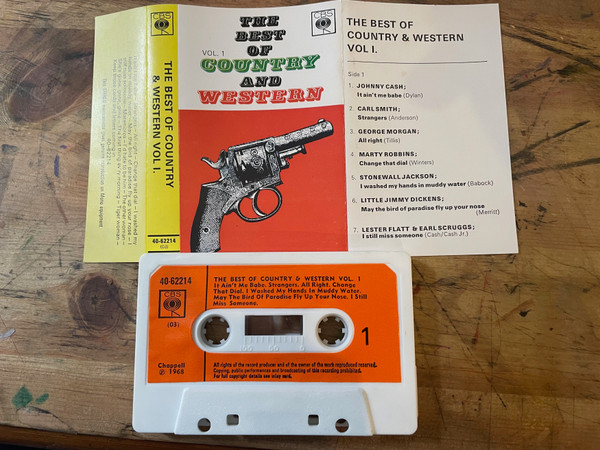 CBS
THE
BEST
OF
VOL. 1
COUNTRY
AND
WESTERN
CBS
THE BEST OF COUNTRY
& WESTERN VOL I.
40-62214
CBS
40-62214
THE BEST OF
COUNTRY & WESTERN
VOL I.
Side 1
1. JOHNNY CASH;
It ain't me babe (Dylan)
2. CARL SMITH;
Strangers (Anderson)
3. GEORGE MORGAN;
All right (Tillis)
4. MARTY ROBBINS;
Change that dial (Winters)
5. STONEWALL JACKSON;
I washed my hands in muddy water (Babcock)
6. LITTLE JIMMY DICKENS;
May the bird of paradise fly up your nose
(Merritt)
7. LESTER FLATT & EARL SCRUGGS;
I still miss someone (Cash/Cash Jr.)
40-62214
CBS
(03)
Chappell
℗ 1968
THE BEST OF COUNTRY & WESTERN VOL. 1
It Ain't Me Babe. Strangers. All Right. Change
That Dial. I Washed My Hands In Muddy Water.
May The Bird Of Paradise Fly Up Your Nose. I Still
Miss Someone.
100 50 0
1
All rights of the record producer and of the owner of the work reproduced reserved.
Copying, public performances and broadcasting of this recording prohibited.
For full copyright details see inlay card.